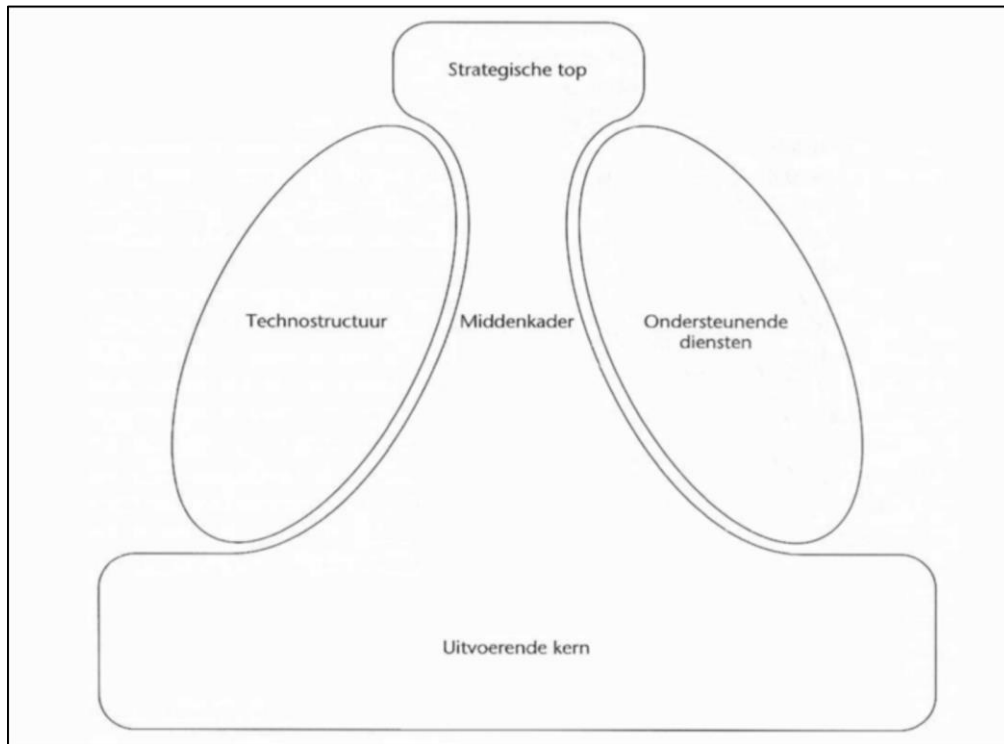 Strategische top
Technostructuur
Middenkader
Ondersteunende
diensten
Uitvoerende kern